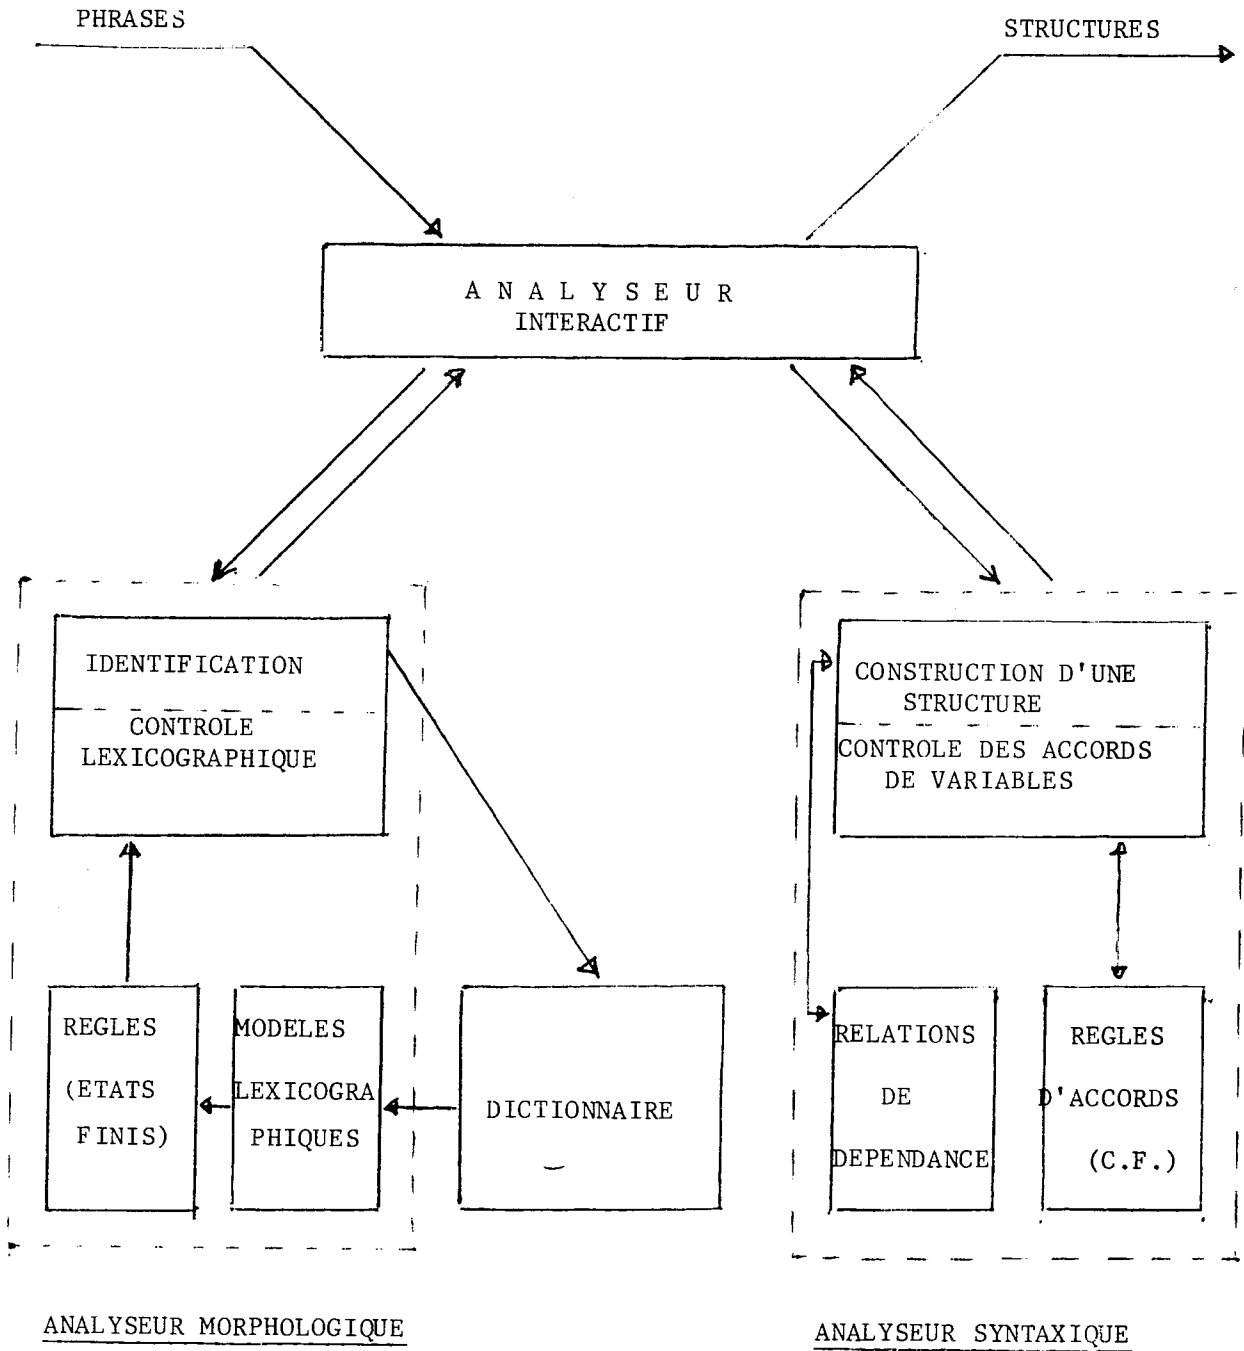 PHRASES
STRUCTURES
A N A L Y S E U R
INTERACTIF
IDENTIFICATION
CONTROLE
LEXICOGRAPHIQUE
CONSTRUCTION D'UNE
STRUCTURE
CONTROLE DES ACCORDS
DE VARIABLES
REGLES
(ETATS
FINIS)
MODELES
LEXICOGRA
PHIQUES
DICTIONNAIRE
RELATIONS
DE
DEPENDANCE
REGLES
D'ACCORDS
(C.F.)
ANALYSEUR MORPHOLOGIQUE
ANALYSEUR SYNTAXIQUE